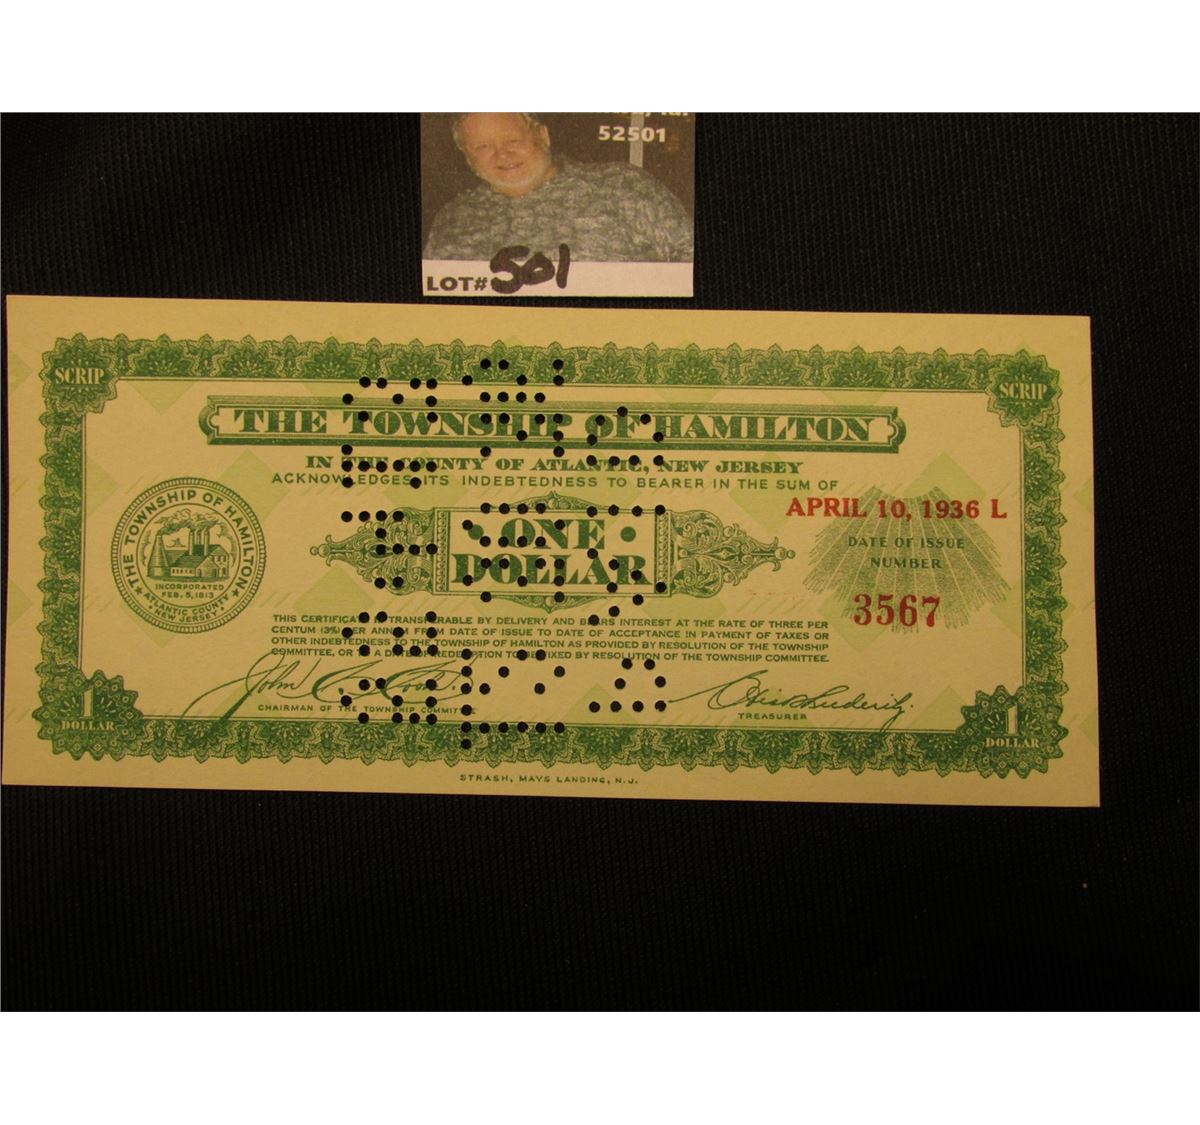 52501
LOT# 501
SCRIP
SCRIP
THE TOWNSHIP OF HAMILTON
IN THE COUNTY OF ATLANTIC, NEW JERSEY
ACKNOWLEDGES ITS INDEBTEDNESS TO BEARER IN THE SUM OF
APRIL 10, 1936 L
• ONE •
DOLLAR
DATE OF ISSUE
NUMBER
3567
THE TOWNSHIP OF HAMILTON
INCORPORATED
FEB. 5, 1813
ATLANTIC COUNTY
NEW JERSEY
THIS CERTIFICATE IS TRANSFERABLE BY DELIVERY AND BEARS INTEREST AT THE RATE OF THREE PER
CENTUM (3%) PER ANNUM FROM DATE OF ISSUE TO DATE OF ACCEPTANCE IN PAYMENT OF TAXES OR
OTHER INDEBTEDNESS TO THE TOWNSHIP OF HAMILTON AS PROVIDED BY RESOLUTION OF THE TOWNSHIP
COMMITTEE, OR TO A DATE OF REDEMPTION TO BE FIXED BY RESOLUTION OF THE TOWNSHIP COMMITTEE.
CHAIRMAN OF THE TOWNSHIP COMMITTEE
TREASURER
1
DOLLAR
1
DOLLAR
STRASH, MAYS LANDING, N.J.